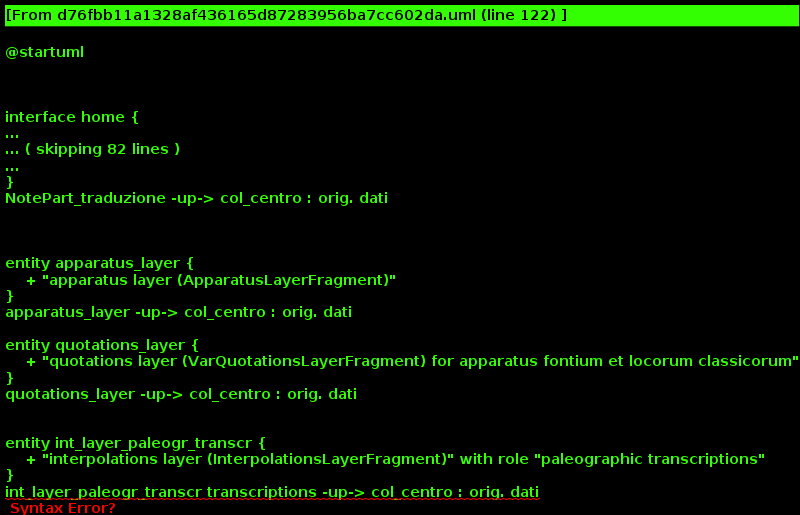 [From d76fbb11a1328af436165d87283956ba7cc602da.uml (line 122) ]
@startuml
interface home {
...
... ( skipping 82 lines )
...
}
NotePart_traduzione -up-> col_centro : orig. dati
entity apparatus_layer {
+ "apparatus layer (ApparatusLayerFragment)"
}
apparatus_layer -up-> col_centro : orig. dati
entity quotations_layer {
+ "quotations layer (VarQuotationsLayerFragment) for apparatus fontium et locorum classicorum"
}
quotations_layer -up-> col_centro : orig. dati
entity int_layer_paleogr_transcr {
+ "interpolations layer (InterpolationsLayerFragment)" with role "paleographic transcriptions"
}
int_layer_paleogr_transcr transcriptions -up-> col_centro : orig. dati
Syntax Error?